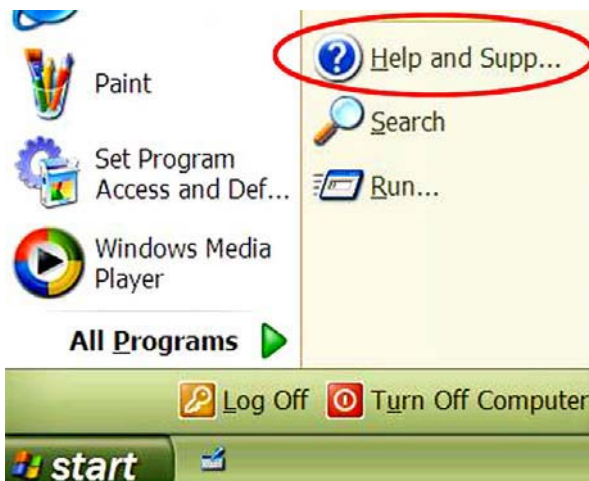 Paint
Set Program
Access and Def...
Windows Media
Player
All Programs
Help and Supp...
Search
Run...
Log Off
Turn Off Computer
start